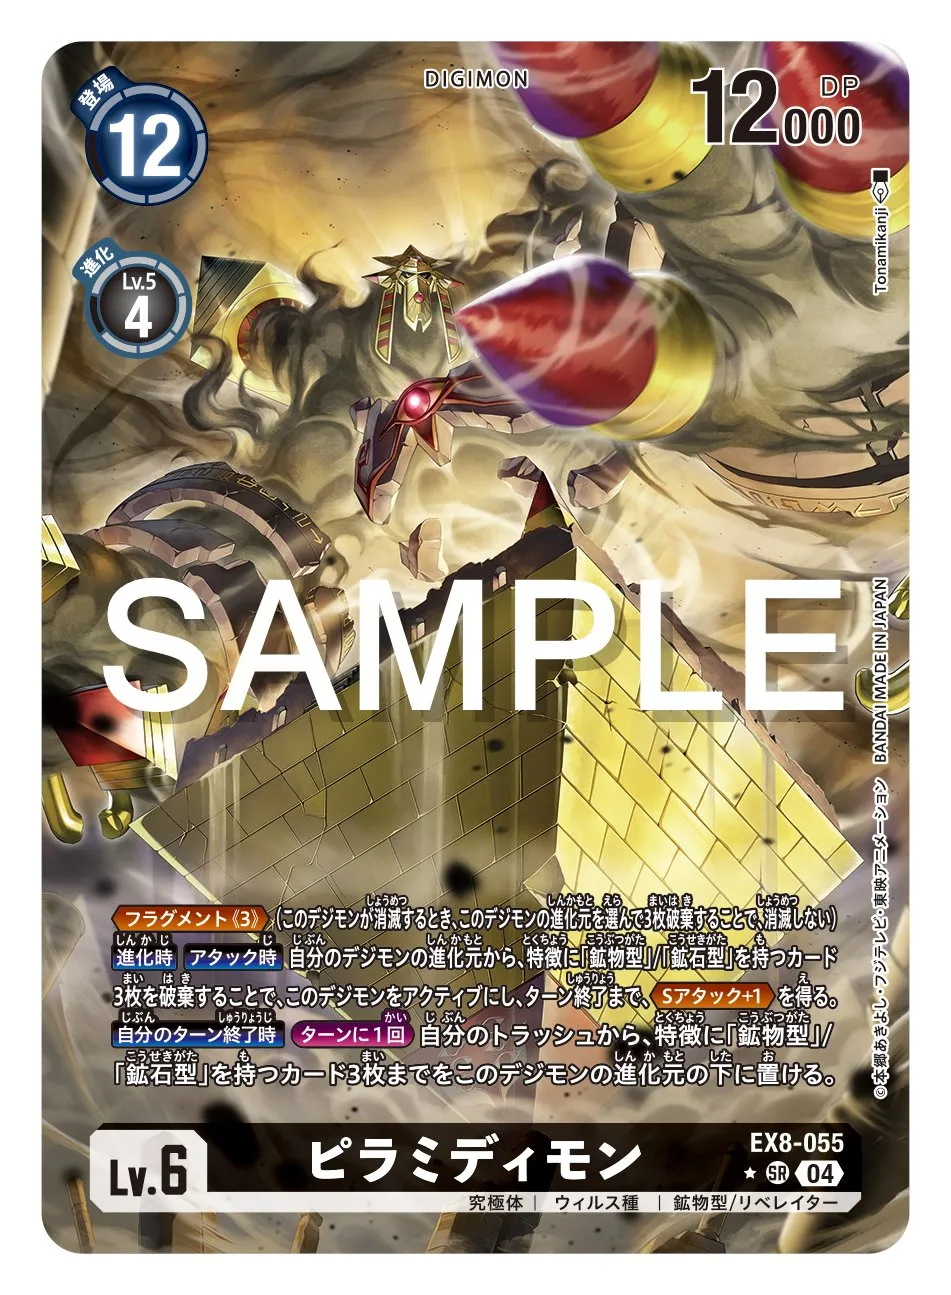 登場
12
DIGIMON
12000
DP
進化
Lv.5
4
Tonamikanji
SAMPLE
BANDAI MADE IN JAPAN
©本郷あきよし・フジテレビ・東映アニメーション
フラグメント《3》 (このデジモンが消滅するとき、このデジモンの進化元を選んで3枚破棄することで、消滅しない)
進化時 アタック時 自分のデジモンの進化元から、特徴に「鉱物型」/「鉱石型」を持つカード
3枚を破棄することで、このデジモンをアクティブにし、ターン終了まで、Sアタック+1 を得る。
自分のターン終了時 ターンに1回 自分のトラッシュから、特徴に「鉱物型」/
「鉱石型」を持つカード3枚までをこのデジモンの進化元の下に置ける。
Lv.6
ピラミディモン
EX8-055
SR 04
究極体 | ウィルス種 | 鉱物型/リベレイター